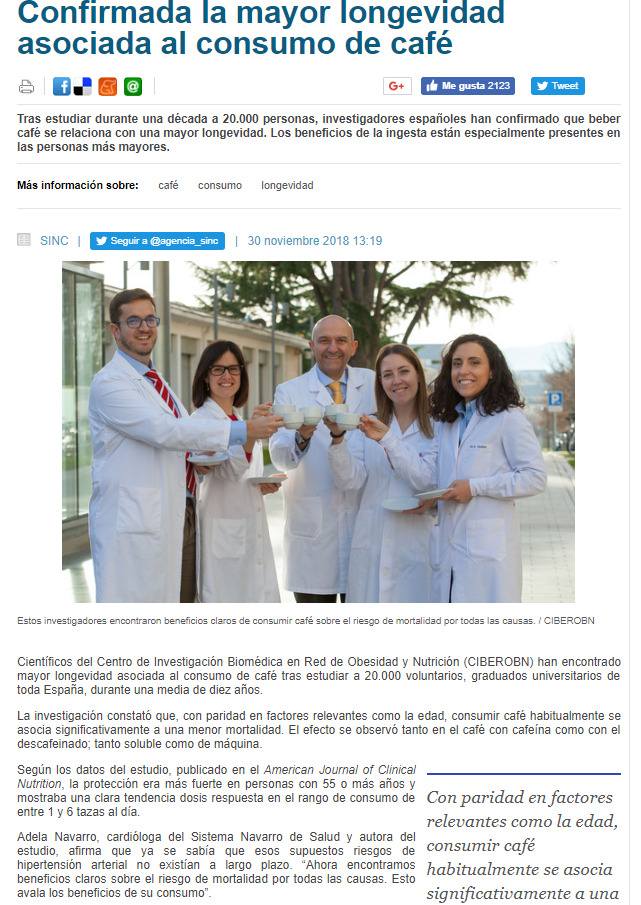 Confirmada la mayor longevidad
asociada al consumo de café
G+
Me gusta 2123
Tweet
Tras estudiar durante una década a 20.000 personas, investigadores españoles han confirmado que beber
café se relaciona con una mayor longevidad. Los beneficios de la ingesta están especialmente presentes en
las personas más mayores.
Más información sobre: café consumo longevidad
SINC | Seguir a @agencia_sinc | 30 noviembre 2018 13:19
P
Estos investigadores encontraron beneficios claros de consumir café sobre el riesgo de mortalidad por todas las causas. / CIBEROBN
Científicos del Centro de Investigación Biomédica en Red de Obesidad y Nutrición (CIBEROBN) han encontrado
mayor longevidad asociada al consumo de café tras estudiar a 20.000 voluntarios, graduados universitarios de
toda España, durante una media de diez años.
La investigación constató que, con paridad en factores relevantes como la edad, consumir café habitualmente se
asocia significativamente a una menor mortalidad. El efecto se observó tanto en el café con cafeína como con el
descafeinado; tanto soluble como de máquina.
Según los datos del estudio, publicado en el American Journal of Clinical
Nutrition, la protección era más fuerte en personas con 55 o más años y
mostraba una clara tendencia dosis respuesta en el rango de consumo de
entre 1 y 6 tazas al día.
Adela Navarro, cardióloga del Sistema Navarro de Salud y autora del
estudio, afirma que ya se sabía que esos supuestos riesgos de
hipertensión arterial no existían a largo plazo. “Ahora encontramos
beneficios claros sobre el riesgo de mortalidad por todas las causas. Esto
avala los beneficios de su consumo”.
Con paridad en factores
relevantes como la edad,
consumir café
habitualmente se asocia
significativamente a una